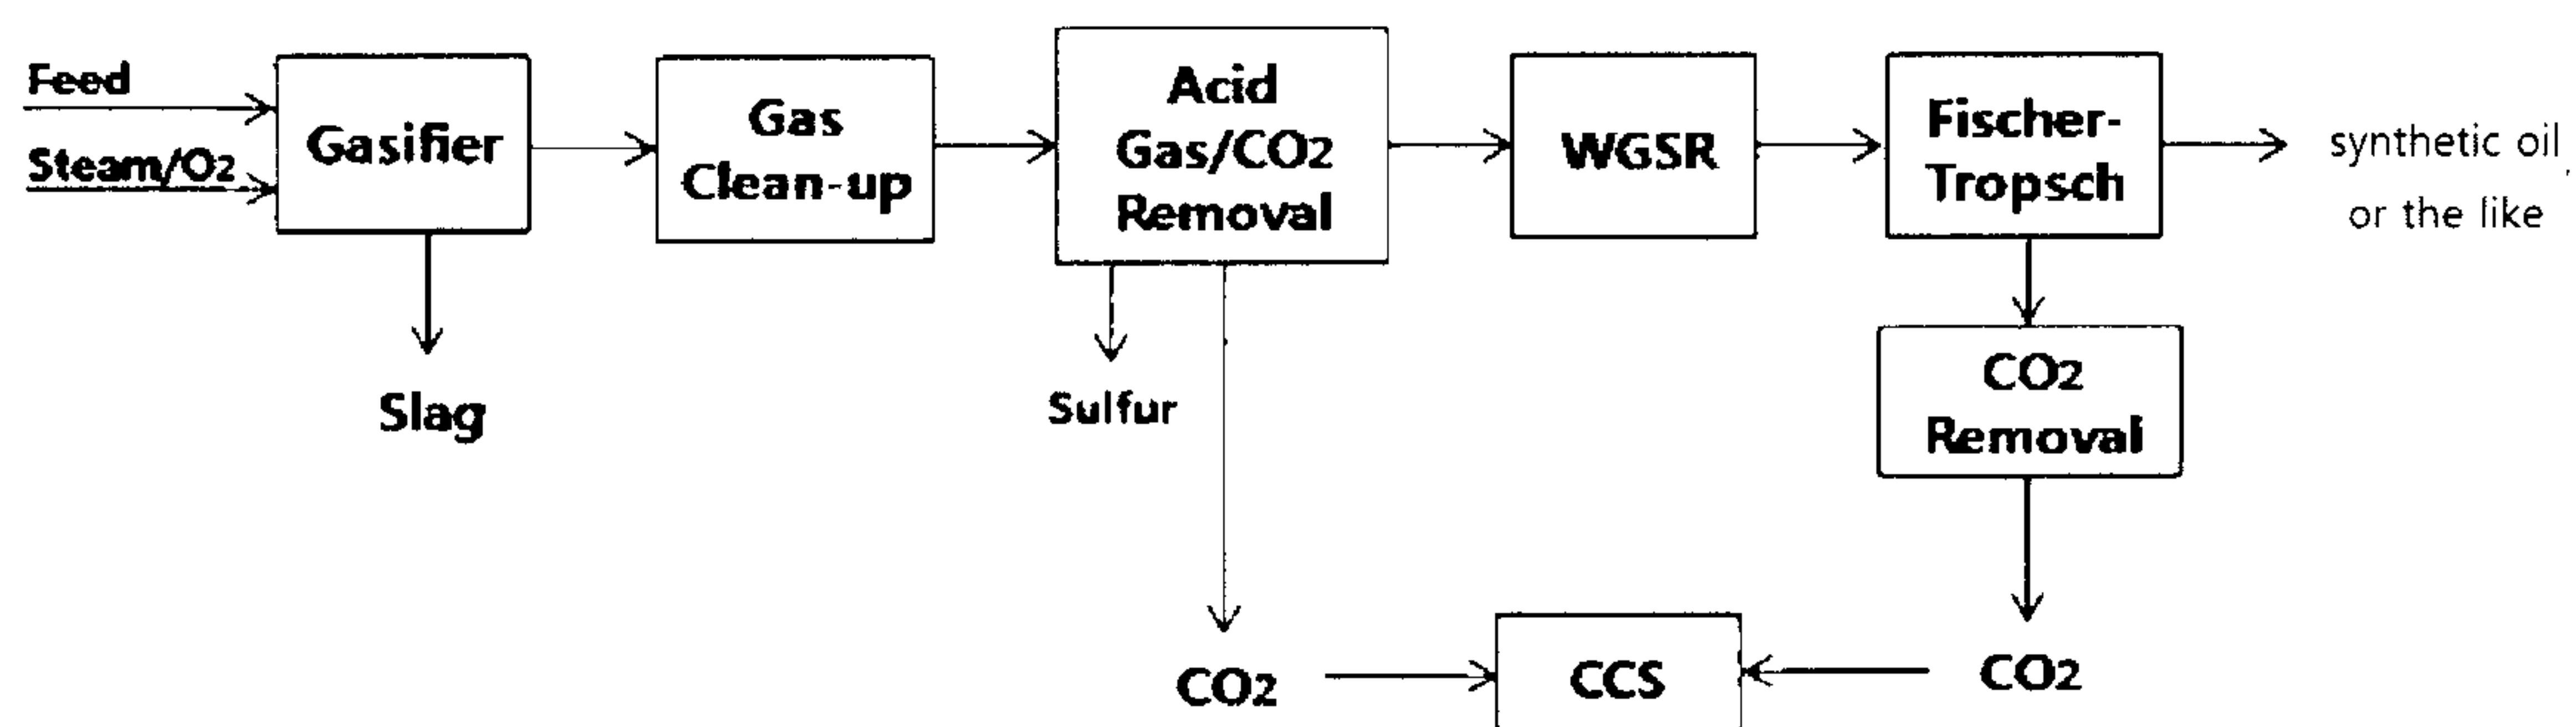 Feed
Steam/O2
Gasifier
Gas
Clean-up
Acid
Gas/CO2
Removal
WGSR
Fischer-
Tropsch
synthetic oil
or the like
Slag
Sulfur
CO2
Removal
CO2
CCS
CO2